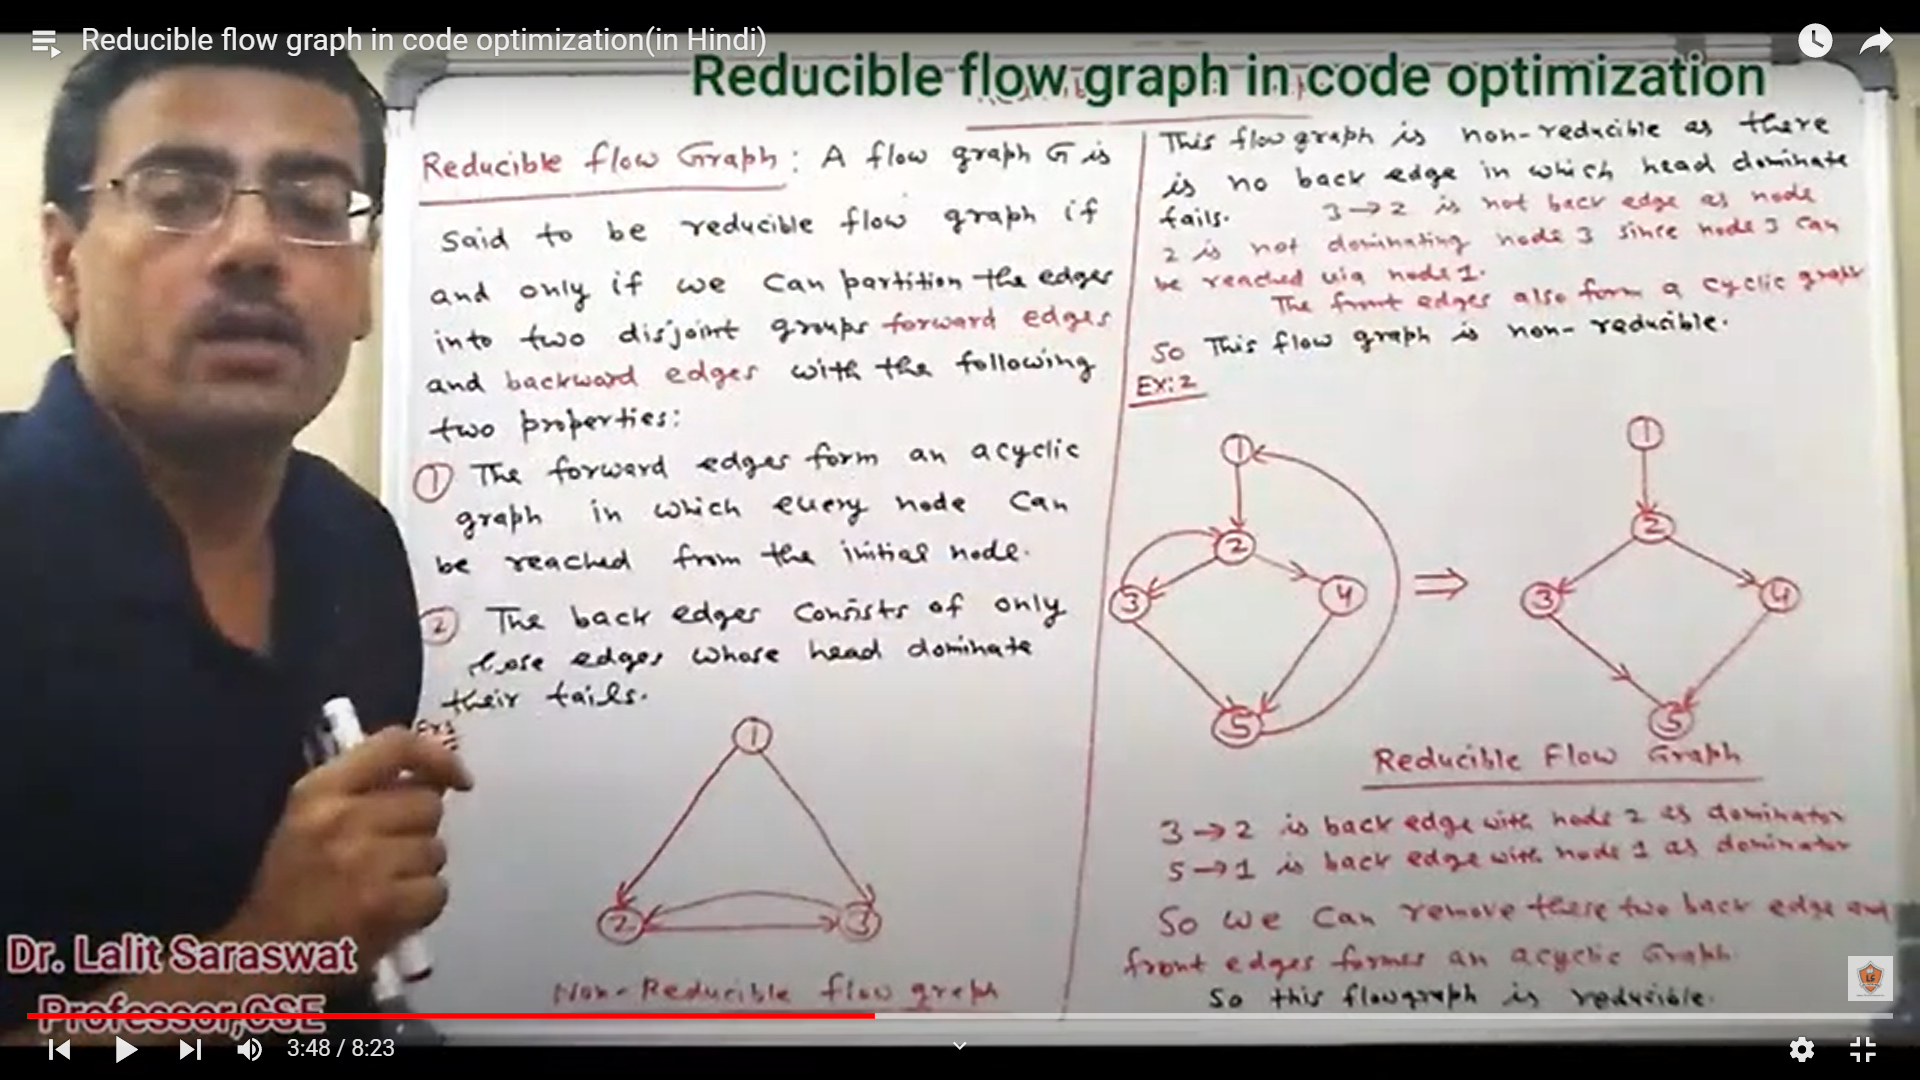 Reducible flow graph in code optimization(in Hindi)
Reducible flow graph in code optimization
Reducible flow Graph : A flow graph G is
Said to be reducible flow graph if
and only if we can partition the edges
into two disjoint groups forward edges
and backward edges with the following
two properties:
① The forward edges form an acyclic
graph in which every node can
be reached from the initial node.
② The back edges consists of only
those edges whose head dominate
their tails.
1
2
3
Non-Reducible flow graph
This flow graph is non-reducible as there
is no back edge in which head dominate
tails.
3→2 is not back edge as node
2 is not dominating node 3 since node 3 can
be reached via node 1.
The front edges also form a cyclic graph
So This flow graph is non-reducible.
Ex:2
1
2
3
4
5
⇒
1
2
3
4
5
Reducible Flow Graph
3→2 is back edge with node 2 as dominator
5→1 is back edge with node 1 as dominator
So we can remove these two back edge and
front edges formes an acyclic Graph
So this flowgraph is reducible.
Dr. Lalit Saraswat
Professor,CSE
3:48 / 8:23